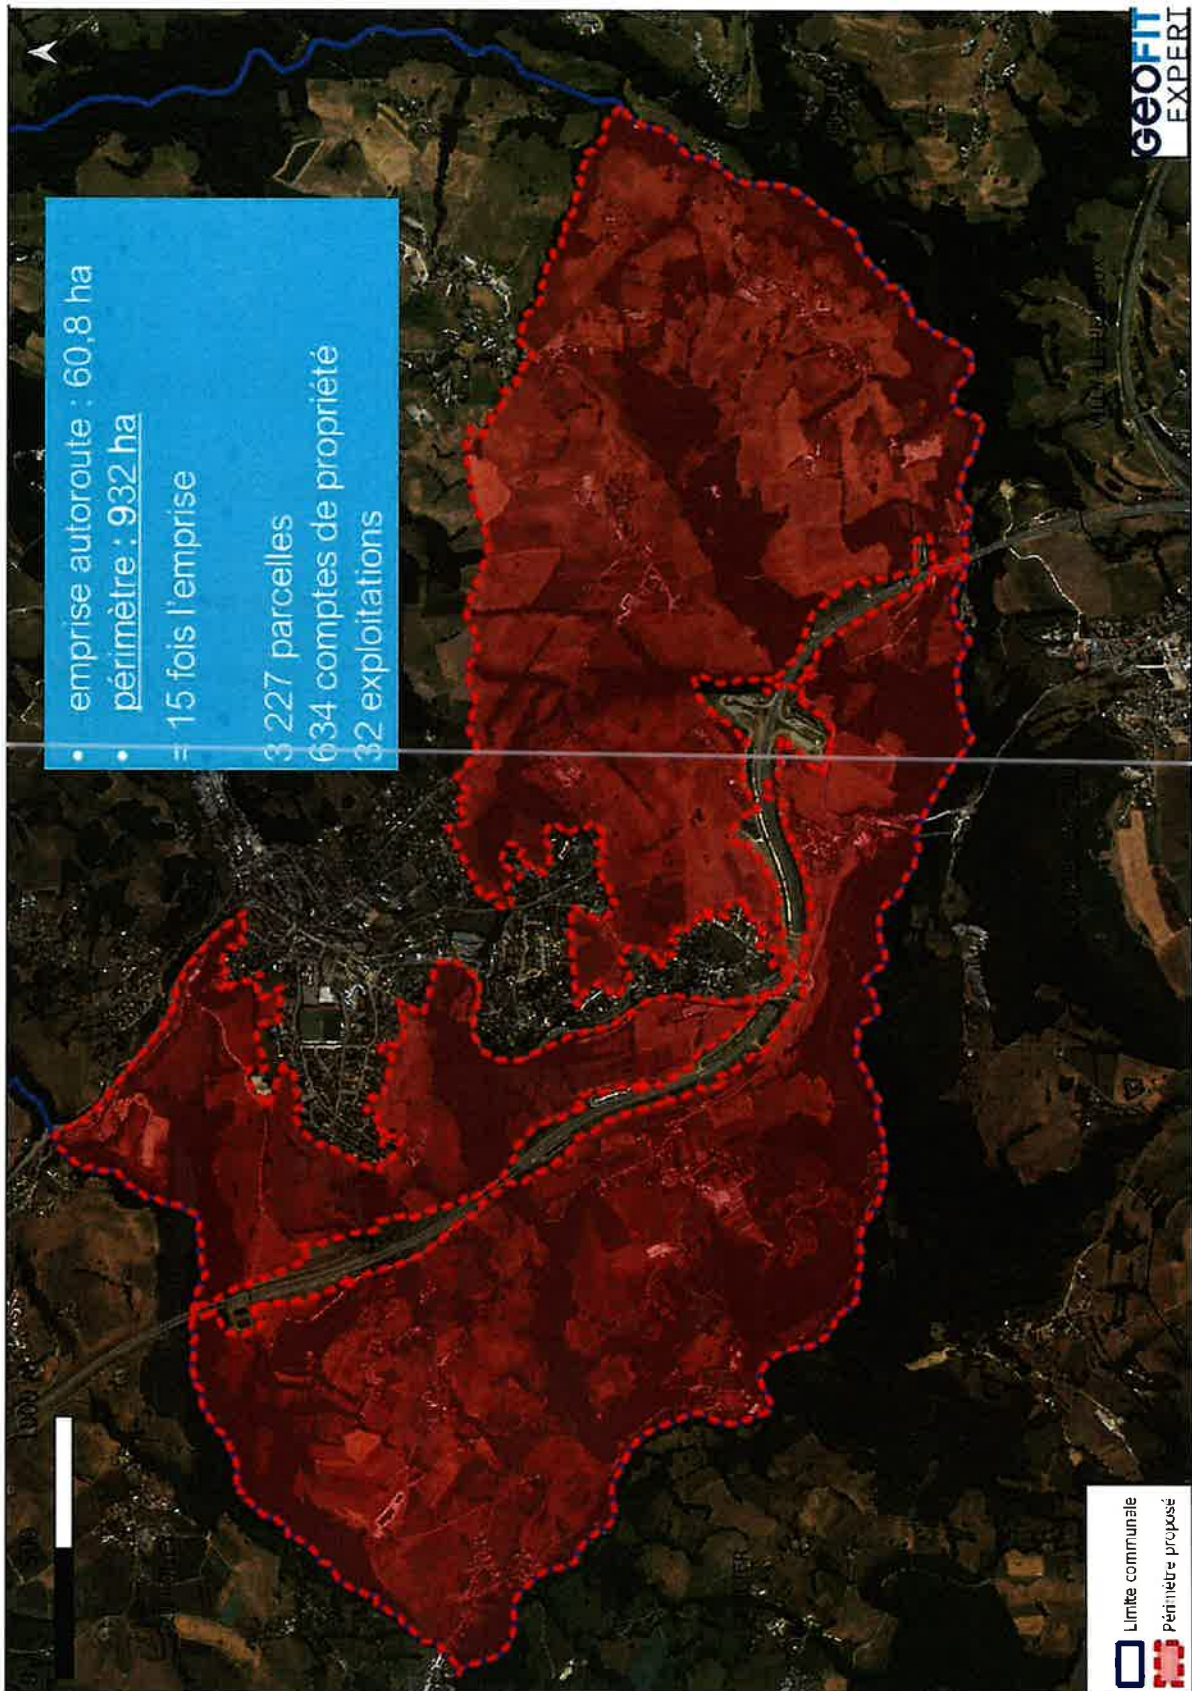 • emprise autoroute : 60,8 ha
• périmètre : 932 ha
= 15 fois l'emprise
3 227 parcelles
634 comptes de propriété
32 exploitations
GEOFIT
EXPERT
Limite communale
Périmètre proposé